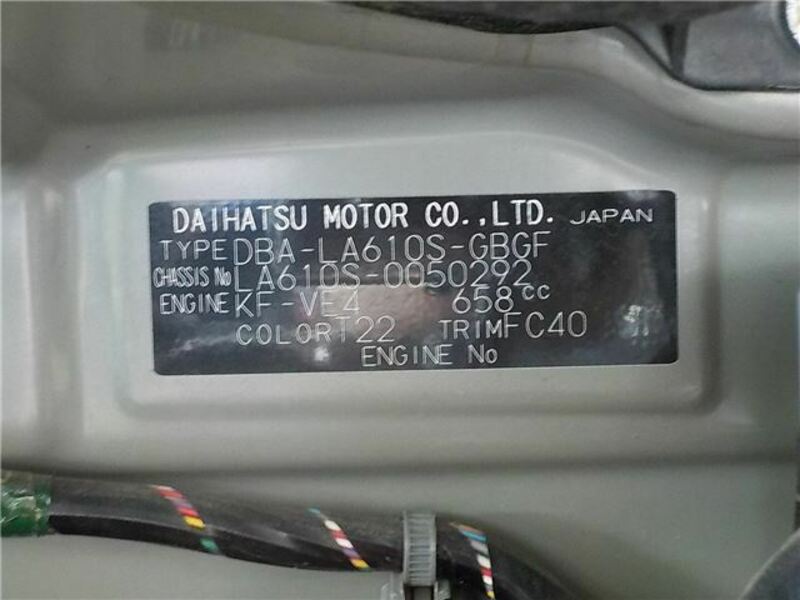 DAIHATSU MOTOR CO.,LTD. JAPAN
TYPE DBA-LA610S-GBGF
CHASSIS No LA610S-0050292
ENGINE KF-VE4 658cc
COLOR T22 TRIM FC40
ENGINE No